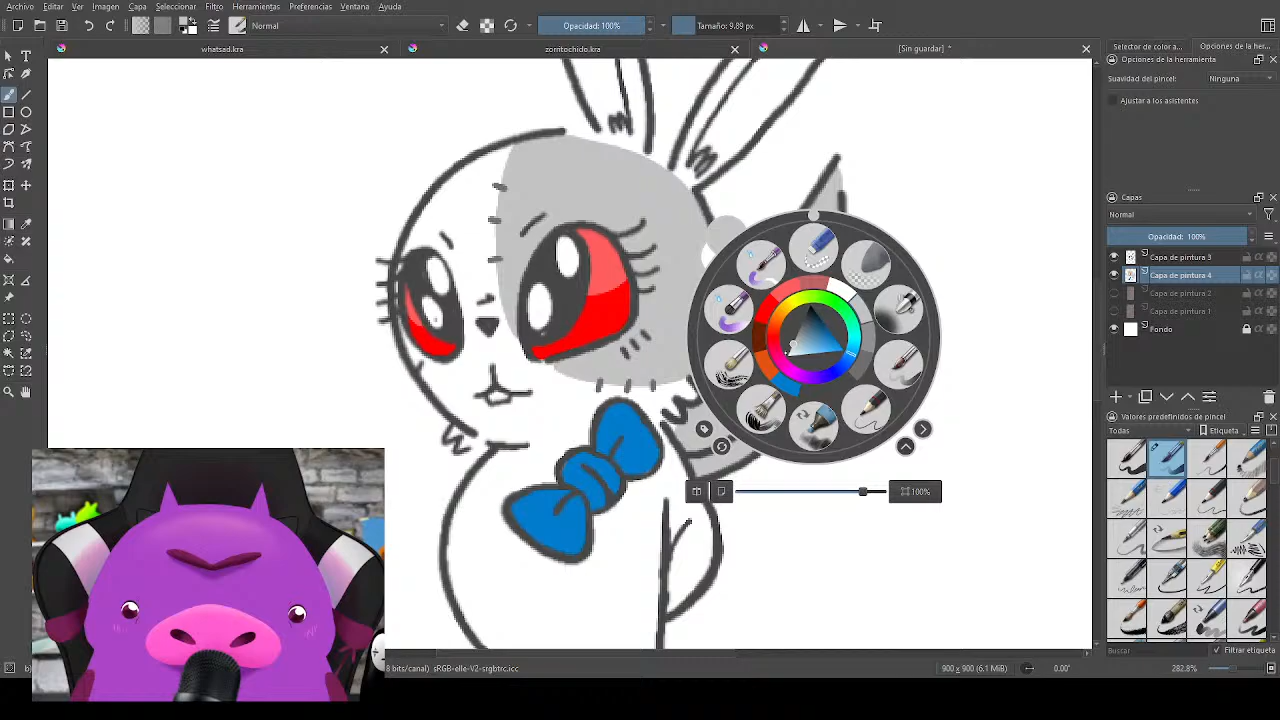 Archivo Editar Ver Imagen Capa Seleccionar Filtro Herramientas Preferencias Ventana Ayuda
Normal Opacidad: 100% Tamaño: 9.89 px
whatsad.kra zorritochido.kra [Sin guardar] *
Selector de color a... Opciones de la her...
Opciones de la herramienta
Suavidad del pincel: Ninguna
Ajustar a los asistentes
Capas
Normal
Opacidad: 100%
Capa de pintura 3
Capa de pintura 4
Capa de pintura 2
Capa de pintura 1
Fondo
Valores predefinidos de pincel
Todas Etiqueta
100%
Buscar Filtrar etiqueta
8 bits/canal) sRGB-elle-V2-srgbtrc.icc 900 x 900 (6.1 MiB) 0.00° 282.8%